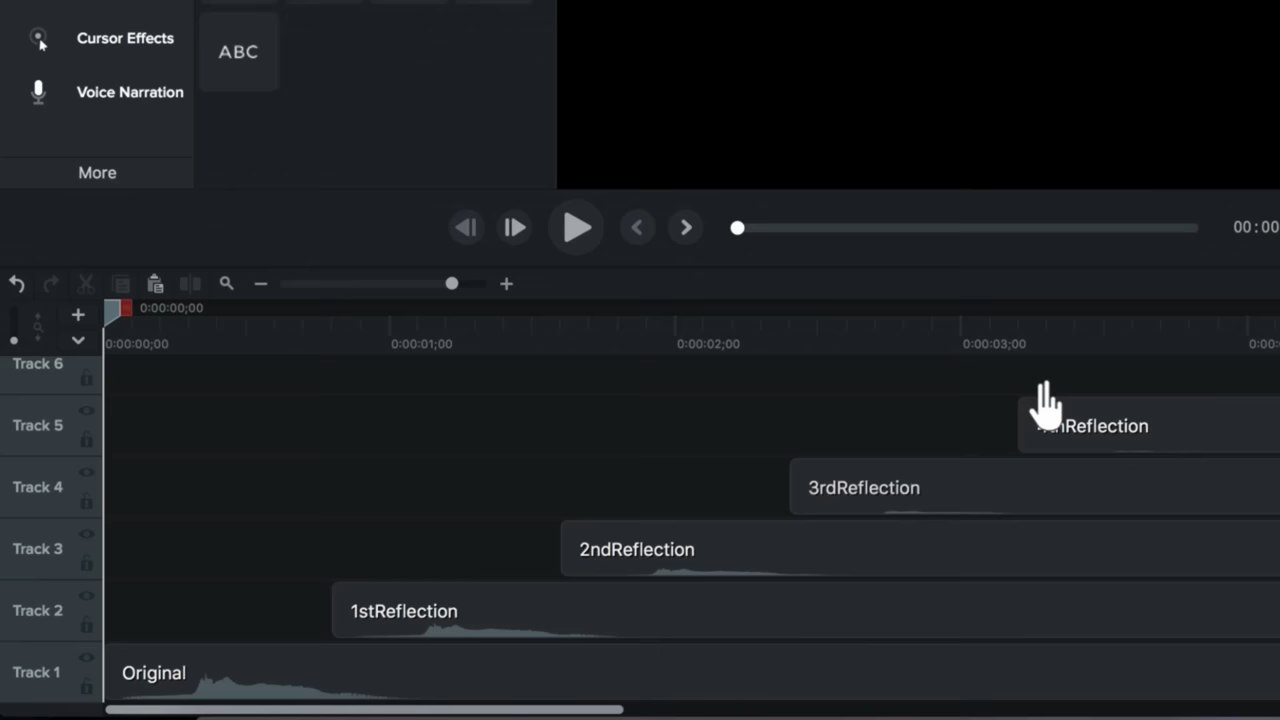 Cursor Effects
ABC
Voice Narration
More
00:00
0:00:00;00
0:00:00;00 0:00:01;00 0:00:02;00 0:00:03;00 0:00:
Track 6
Track 5 Reflection
Track 4 3rdReflection
Track 3 2ndReflection
Track 2 1stReflection
Track 1 Original